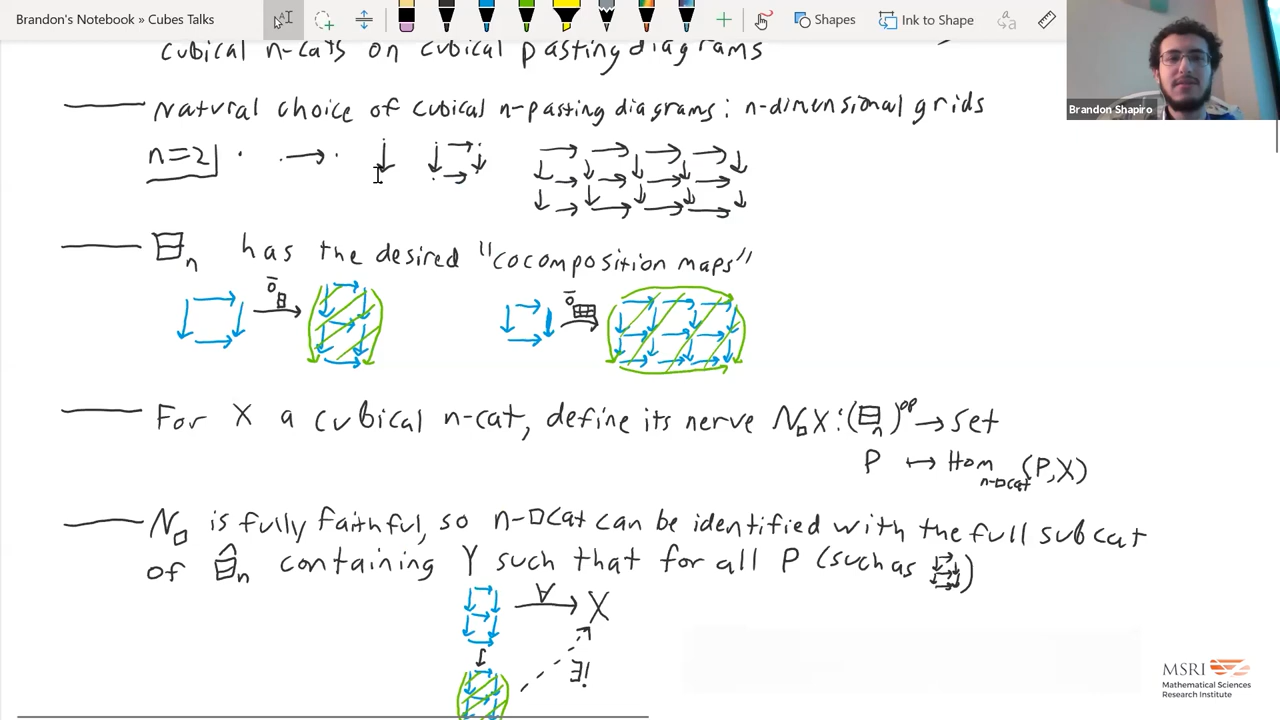 Brandon's Notebook » Cubes Talks
Shapes
Ink to Shape
Brandon Shapiro
cubical n-cats on cubical pasting diagrams
Natural choice of cubical n-pasting diagrams: n-dimensional grids
n=2
⊟n has the desired "cocomposition maps"
For X a cubical n-cat, define its nerve N□X: (⊟n)^op → Set
P ↦ Hom n-□cat (P,X)
N□ is fully faithful, so n-□Cat can be identified with the full subcat
of ⊟̂n containing Y such that for all P (such as )
∀ X
∃!
MSRI
Mathematical Sciences
Research Institute